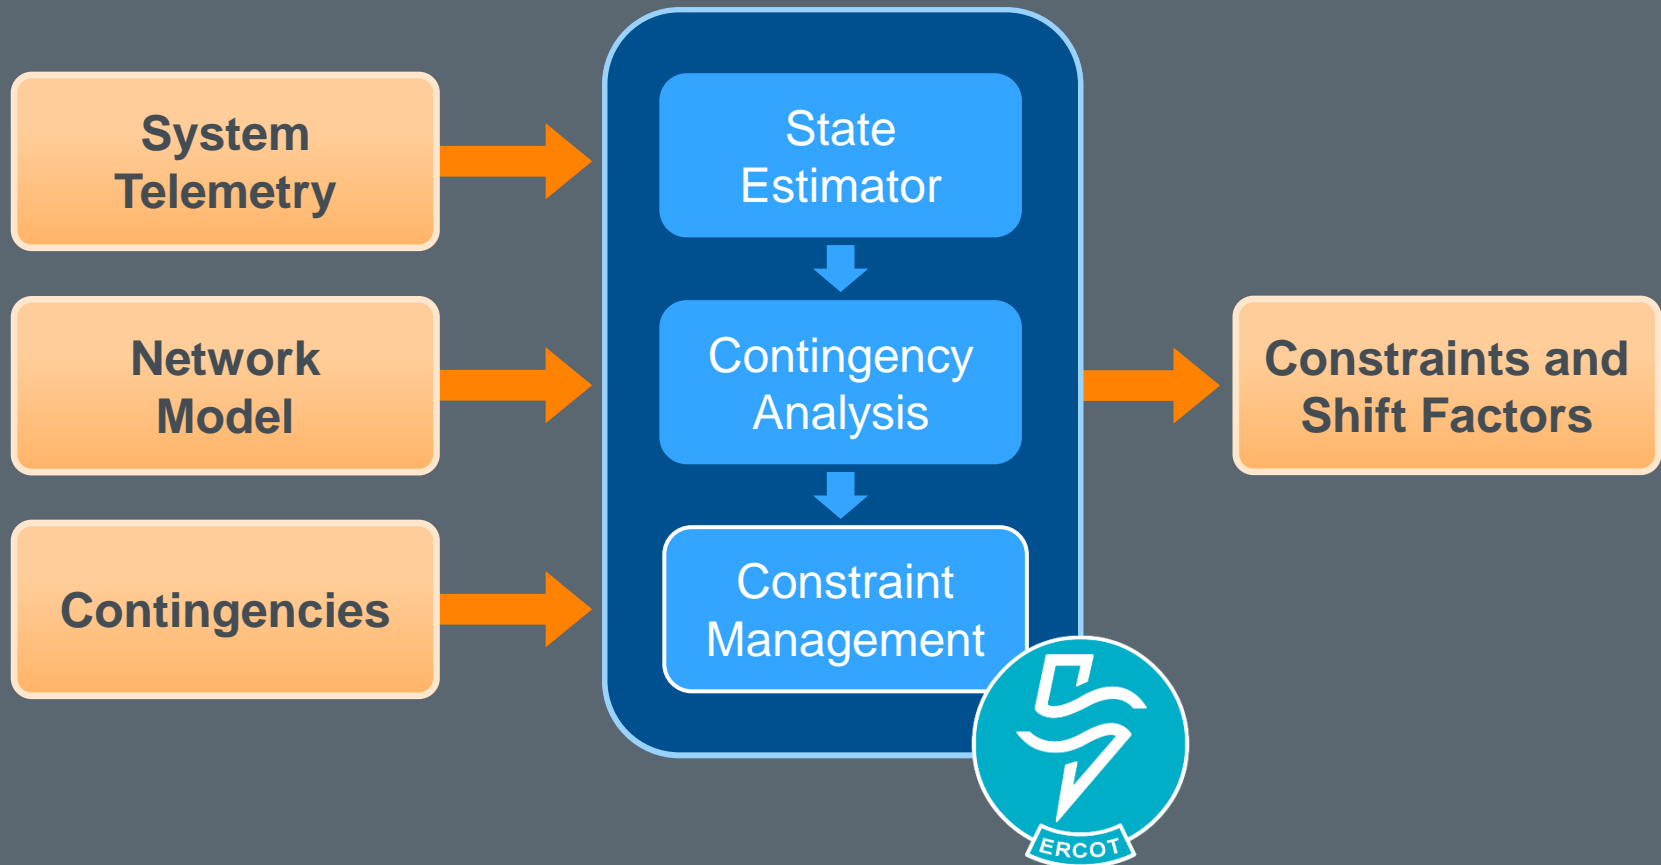 System
Telemetry
Network
Model
Contingencies
State
Estimator
Contingency
Analysis
Constraint
Management
Constraints and
Shift Factors
ERCOT